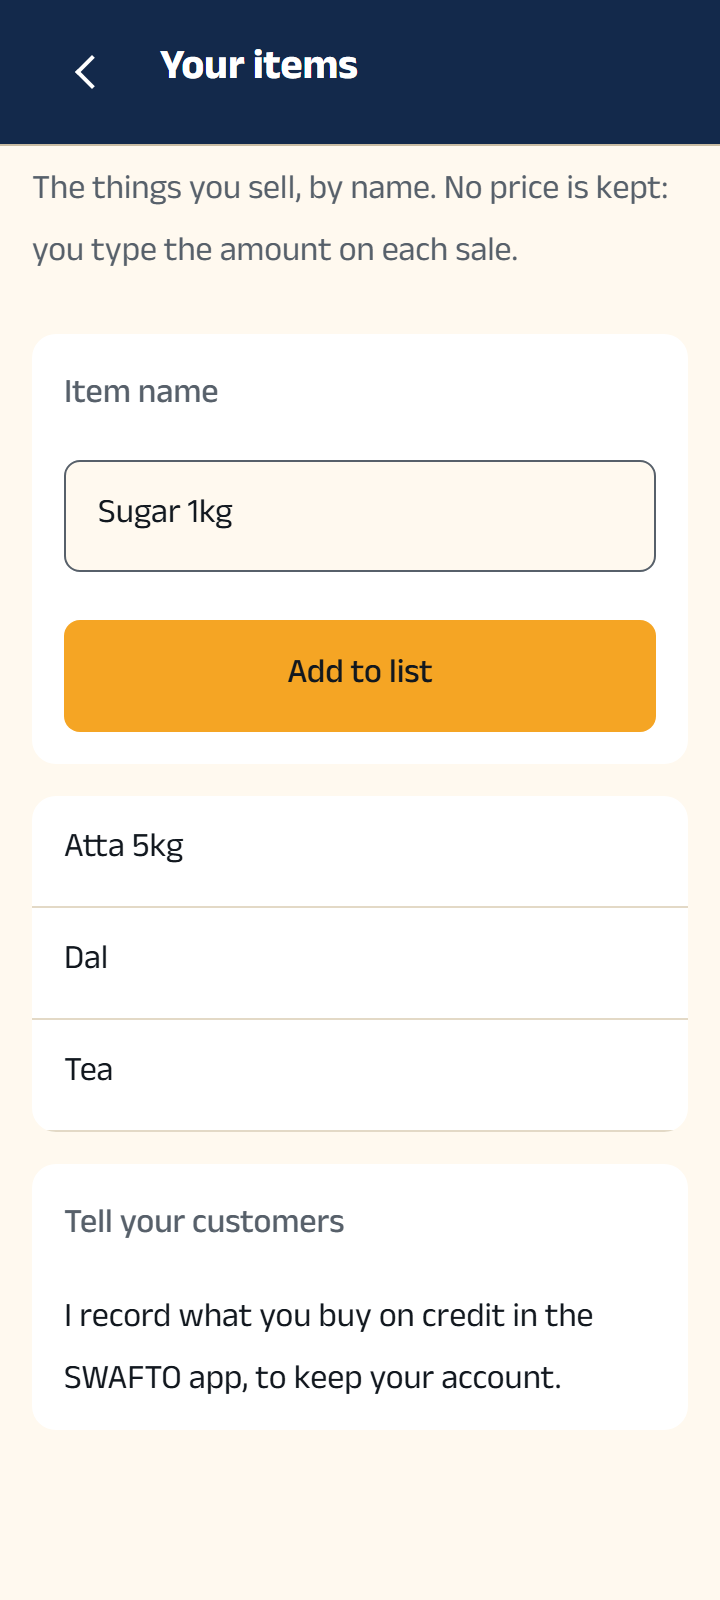 Your items
The things you sell, by name. No price is kept:
you type the amount on each sale.
Item name
Sugar 1kg
Add to list
Atta 5kg
Dal
Tea
Tell your customers
I record what you buy on credit in the
SWAFTO app, to keep your account.